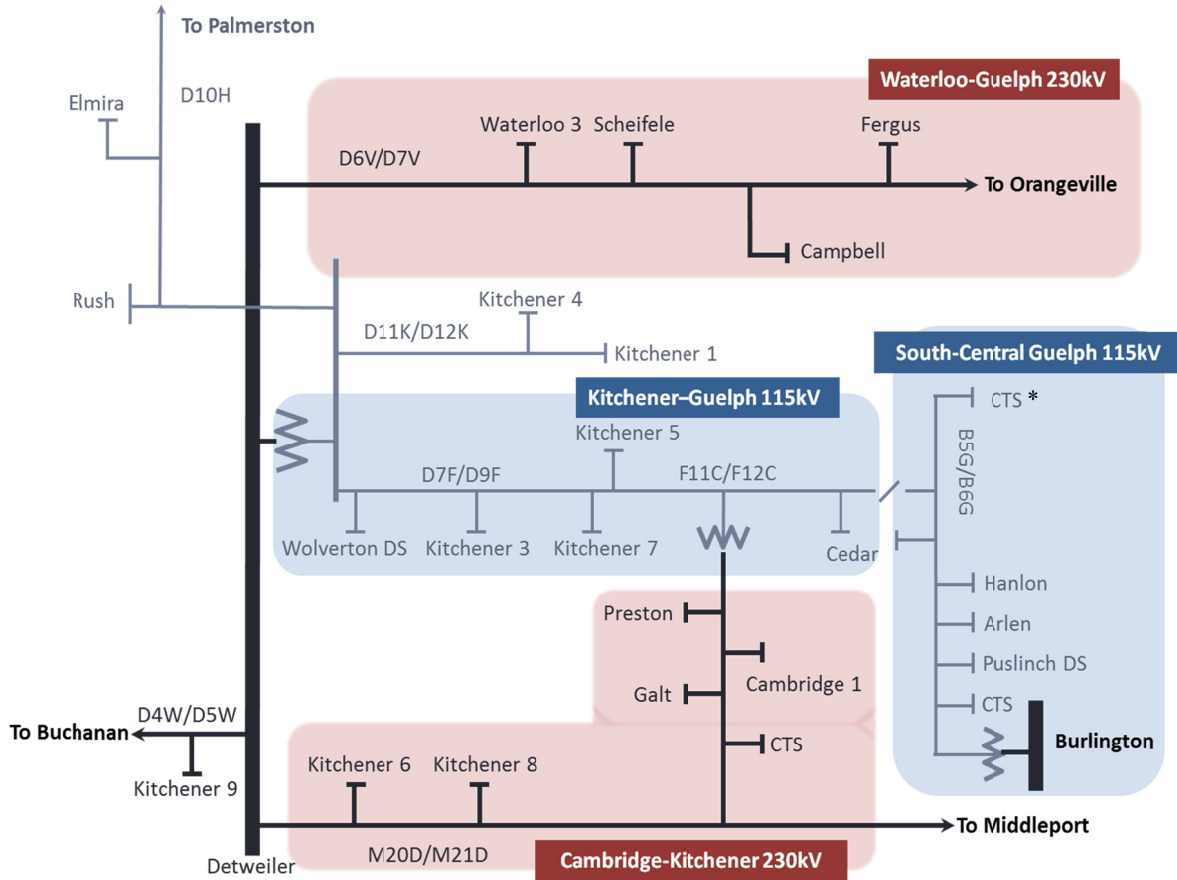 To Palmerston
D10H
Elmira
Waterloo-Guelph 230kV
Waterloo 3
Scheifele
Fergus
D6V/D7V
To Orangeville
Campbell
Rush
Kitchener 4
D11K/D12K
Kitchener 1
South-Central Guelph 115kV
Kitchener–Guelph 115kV
CTS *
Kitchener 5
B5G/B6G
D7F/D9F
F11C/F12C
Wolverton DS
Kitchener 3
Kitchener 7
Cedar
Hanlon
Preston
Arlen
Puslinch DS
Cambridge 1
Galt
CTS
D4W/D5W
To Buchanan
CTS
Burlington
Kitchener 6
Kitchener 8
Kitchener 9
To Middleport
M20D/M21D
Cambridge-Kitchener 230kV
Detweiler